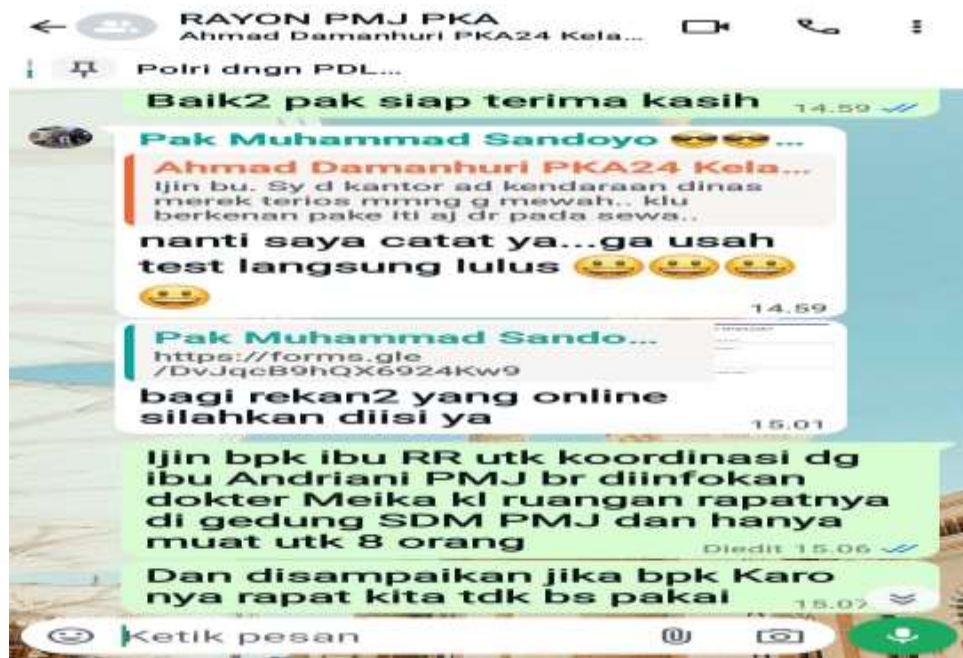 RAYON PMJ PKA
Ahmad Damanhuri PKA24 Kela...
Polri dngn PDL...
Baik2 pak siap terima kasih 14.59
Pak Muhammad Sandoyo 😎😎...
Ahmad Damanhuri PKA24 Kela...
Ijin bu. Sy d kantor ad kendaraan dinas
merek terios mmng g mewah.. klu
berkenan pake iti aj dr pada sewa..
nanti saya catat ya...ga usah
test langsung lulus 😀😀😀
😀
14.59
Pak Muhammad Sando...
https://forms.gle
/DvJqcB9hQX6924Kw9
bagi rekan2 yang online
silahkan diisi ya 15.01
Ijin bpk ibu RR utk koordinasi dg
ibu Andriani PMJ br diinfokan
dokter Meika kl ruangan rapatnya
di gedung SDM PMJ dan hanya
muat utk 8 orang Diedit 15.06
Dan disampaikan jika bpk Karo
nya rapat kita tdk bs pakai 15.07
Ketik pesan